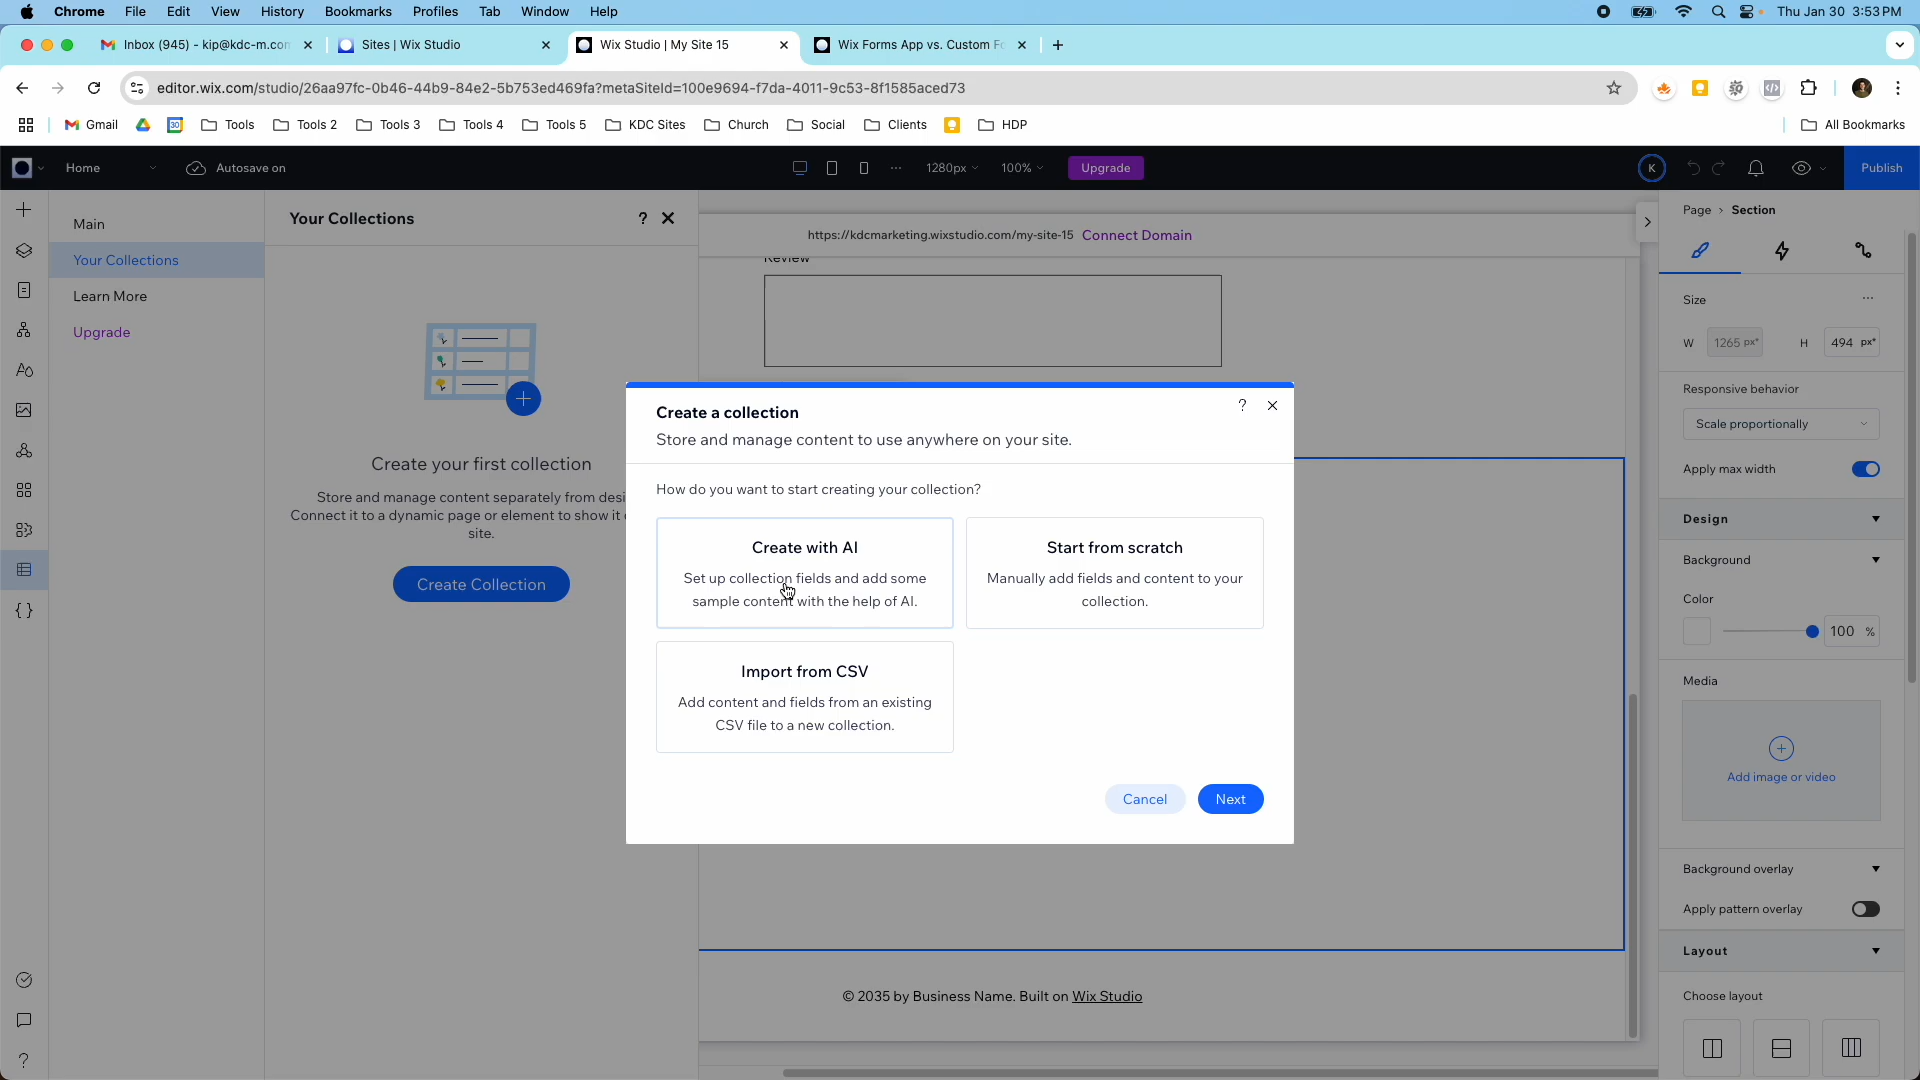 Chrome File Edit View History Bookmarks Profiles Tab Window Help Thu Jan 30 3:53 PM
Inbox (945) - kip@kdc-m.con Sites | Wix Studio Wix Studio | My Site 15 Wix Forms App vs. Custom Fo
editor.wix.com/studio/26aa97fc-0b46-44b9-84e2-5b753ed469fa?metaSiteId=100e9694-f7da-4011-9c53-8f1585aced73
Gmail 30 Tools Tools 2 Tools 3 Tools 4 Tools 5 KDC Sites Church Social Clients HDP All Bookmarks
Home Autosave on 1280px 100% Upgrade K Publish
Main
Your Collections
Learn More
Upgrade
Your Collections ?
Create your first collection
Store and manage content separately from desi
Connect it to a dynamic page or element to show it
site.
Create Collection
https://kdcmarketing.wixstudio.com/my-site-15 Connect Domain
Review
Create a collection ?
Store and manage content to use anywhere on your site.
How do you want to start creating your collection?
Create with AI
Set up collection fields and add some
sample content with the help of AI.
Start from scratch
Manually add fields and content to your
collection.
Import from CSV
Add content and fields from an existing
CSV file to a new collection.
Cancel Next
© 2035 by Business Name. Built on Wix Studio
Page > Section
Size
W 1265 px* H 494 px*
Responsive behavior
Scale proportionally
Apply max width
Design
Background
Color
100 %
Media
Add image or video
Background overlay
Apply pattern overlay
Layout
Choose layout
?